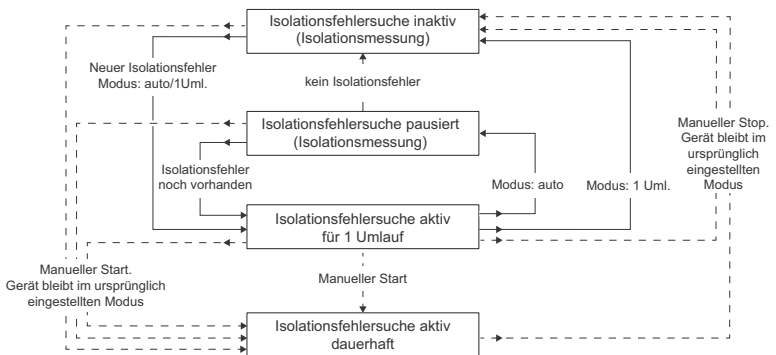 Isolationsfehlersuche inaktiv
(Isolationsmessung)
Neuer Isolationsfehler
Modus: auto/1Uml.
kein Isolationsfehler
Isolationsfehlersuche pausiert
(Isolationsmessung)
Manueller Stop.
Gerät bleibt im
ursprünglich
eingestellten
Modus
Isolationsfehler
noch vorhanden
Modus: auto
Modus: 1 Uml.
Isolationsfehlersuche aktiv
für 1 Umlauf
Manueller Start.
Gerät bleibt im ursprünglich
eingestellten Modus
Manueller Start
Isolationsfehlersuche aktiv
dauerhaft